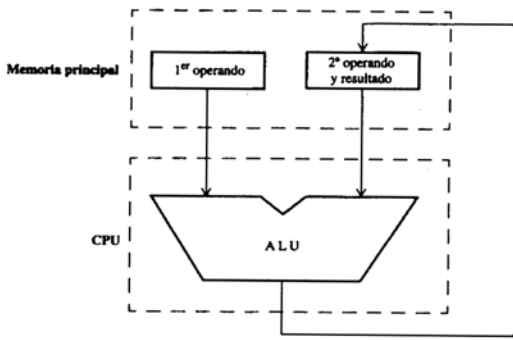 Memoria principal
1er operando
2º operando
y resultado
CPU
ALU